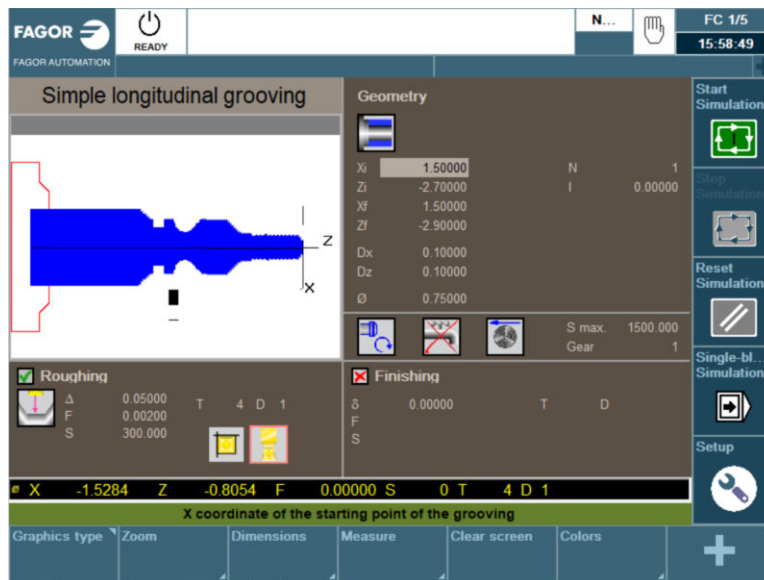 FAGOR
FAGOR AUTOMATION
READY
N...
FC 1/5
15:58:49
Simple longitudinal grooving
Z
X
Geometry
Xi 1.50000 N 1
Zi -2.70000 I 0.00000
Xf 1.50000
Zf -2.90000
Dx 0.10000
Dz 0.10000
Ø 0.75000
S max. 1500.000
Gear 1
Roughing
Δ 0.05000 T 4 D 1
F 0.00200
S 300.000
Finishing
δ 0.00000 T D
F
S
ø X -1.5284 Z -0.8054 F 0.00000 S 0 T 4 D 1
X coordinate of the starting point of the grooving
Start
Simulation
Stop
Simulation
Reset
Simulation
Single-bl...
Simulation
Setup
Graphics type Zoom Dimensions Measure Clear screen Colors